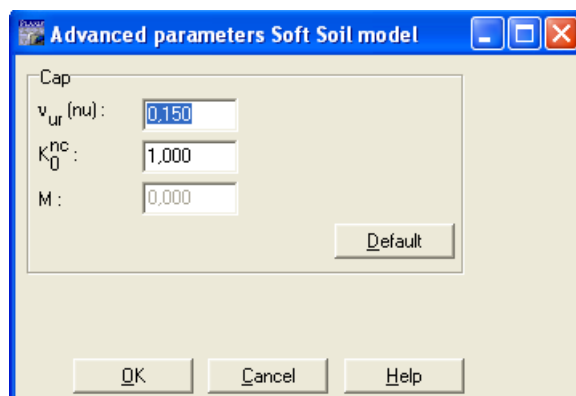 Advanced parameters Soft Soil model
Cap
νur (nu) : 0,150
K0nc : 1,000
M : 0,000
Default
OK Cancel Help